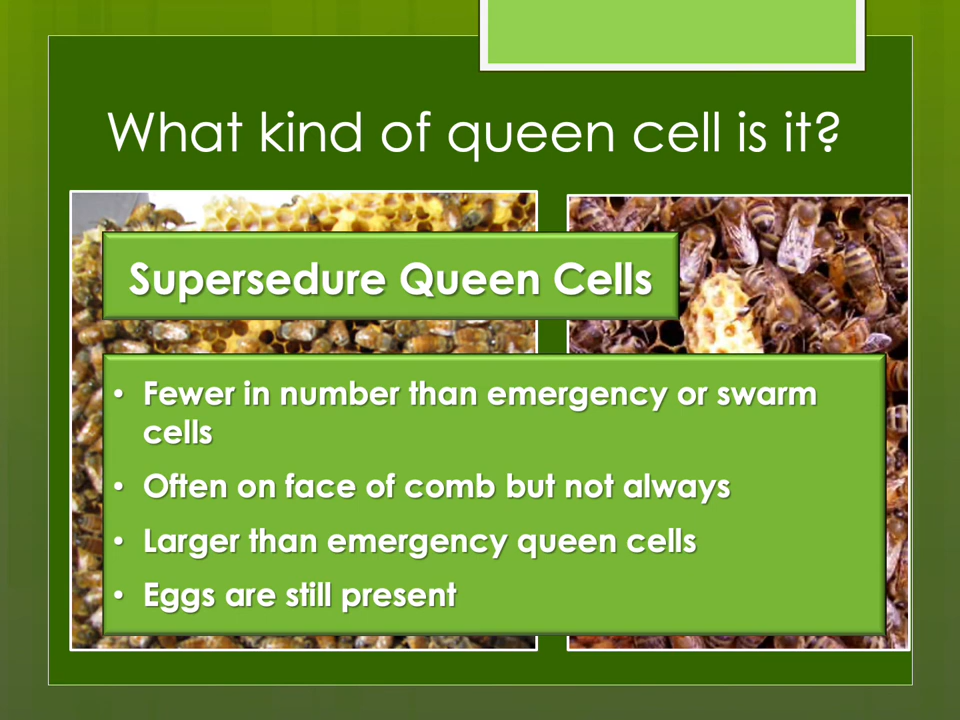 What kind of queen cell is it?
Supersedure Queen Cells
• Fewer in number than emergency or swarm
cells
• Often on face of comb but not always
• Larger than emergency queen cells
• Eggs are still present